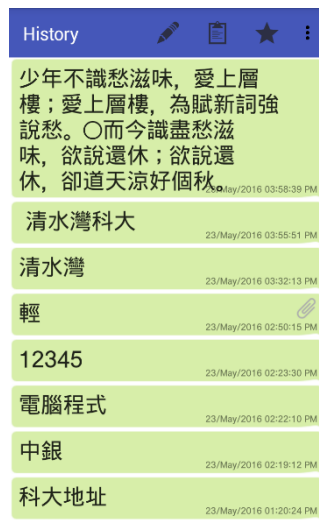 History
少年不識愁滋味，愛上層
樓；愛上層樓，為賦新詞強
說愁。〇而今識盡愁滋
味，欲說還休；欲說還
休，卻道天涼好個秋。
23/May/2016 03:58:39 PM
清水灣科大
23/May/2016 03:55:51 PM
清水灣
23/May/2016 03:32:13 PM
輕
23/May/2016 02:50:15 PM
12345
23/May/2016 02:23:30 PM
電腦程式
23/May/2016 02:22:10 PM
中銀
23/May/2016 02:19:12 PM
科大地址
23/May/2016 01:20:24 PM